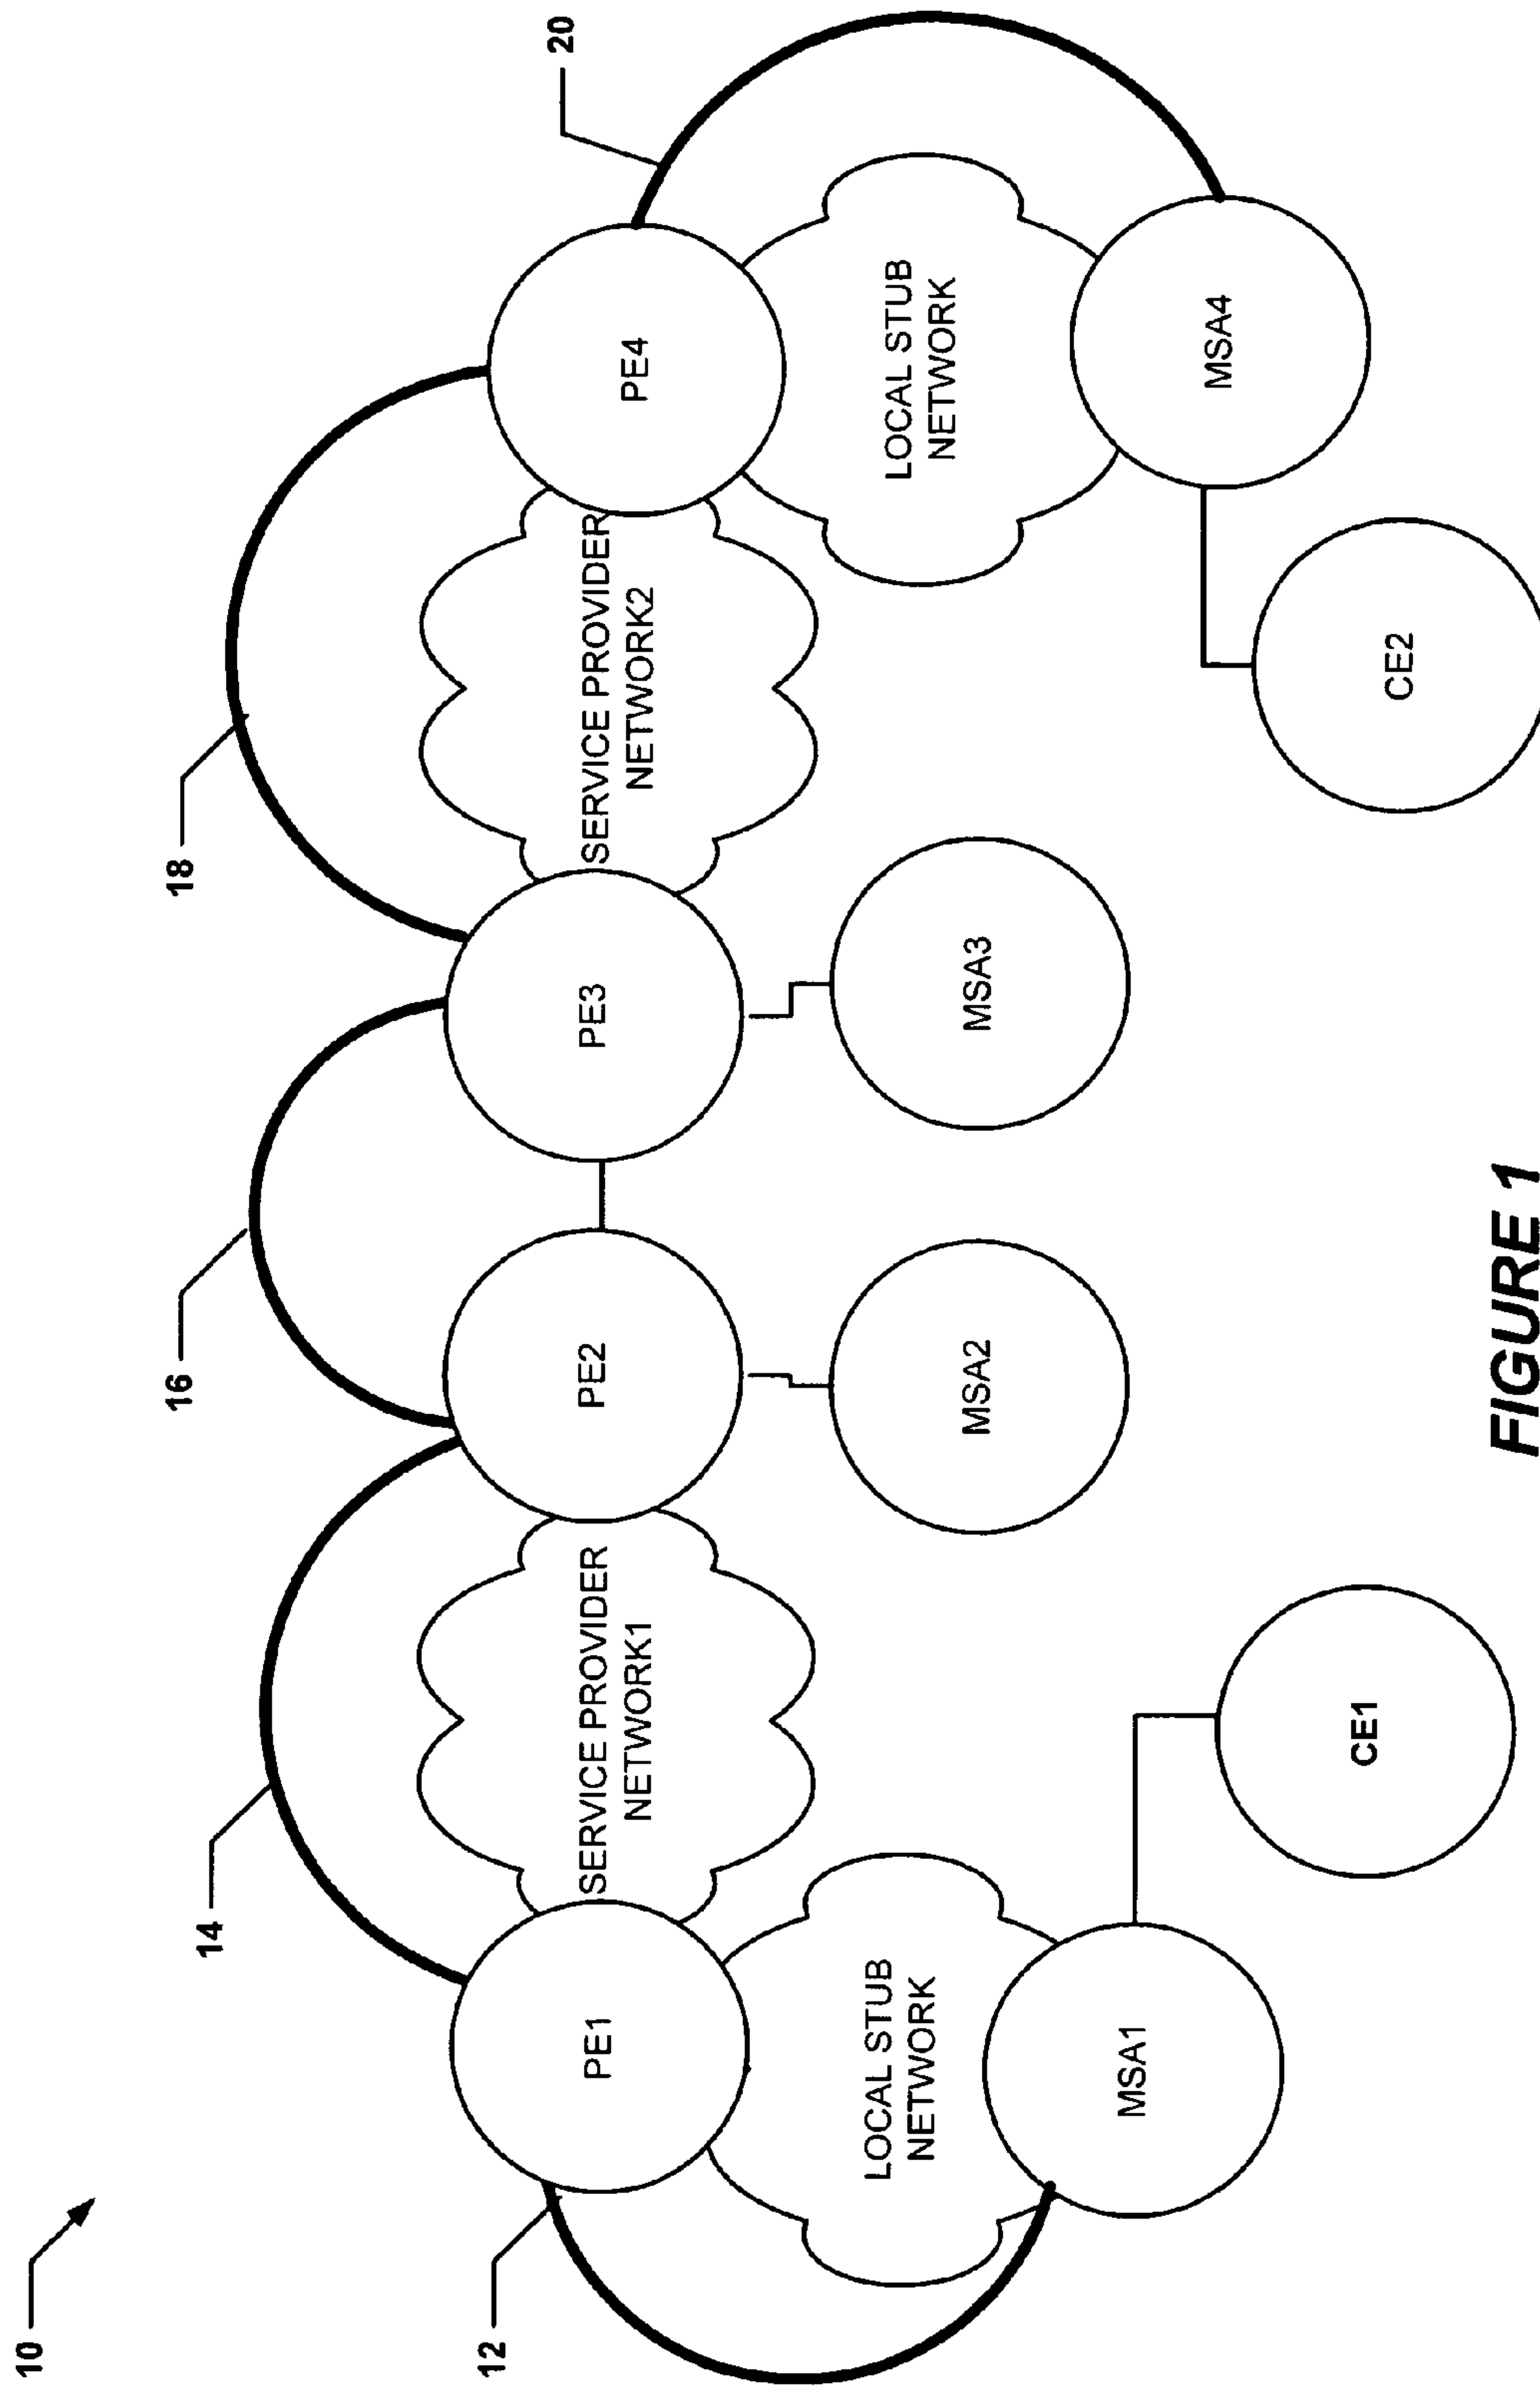 10
12
14
16
18
20
PE1
SERVICE PROVIDER
NETWORK1
PE2
PE3
SERVICE PROVIDER
NETWORK2
PE4
LOCAL STUB
NETWORK
LOCAL STUB
NETWORK
MSA1
MSA2
MSA3
MSA4
CE1
CE2
FIGURE 1